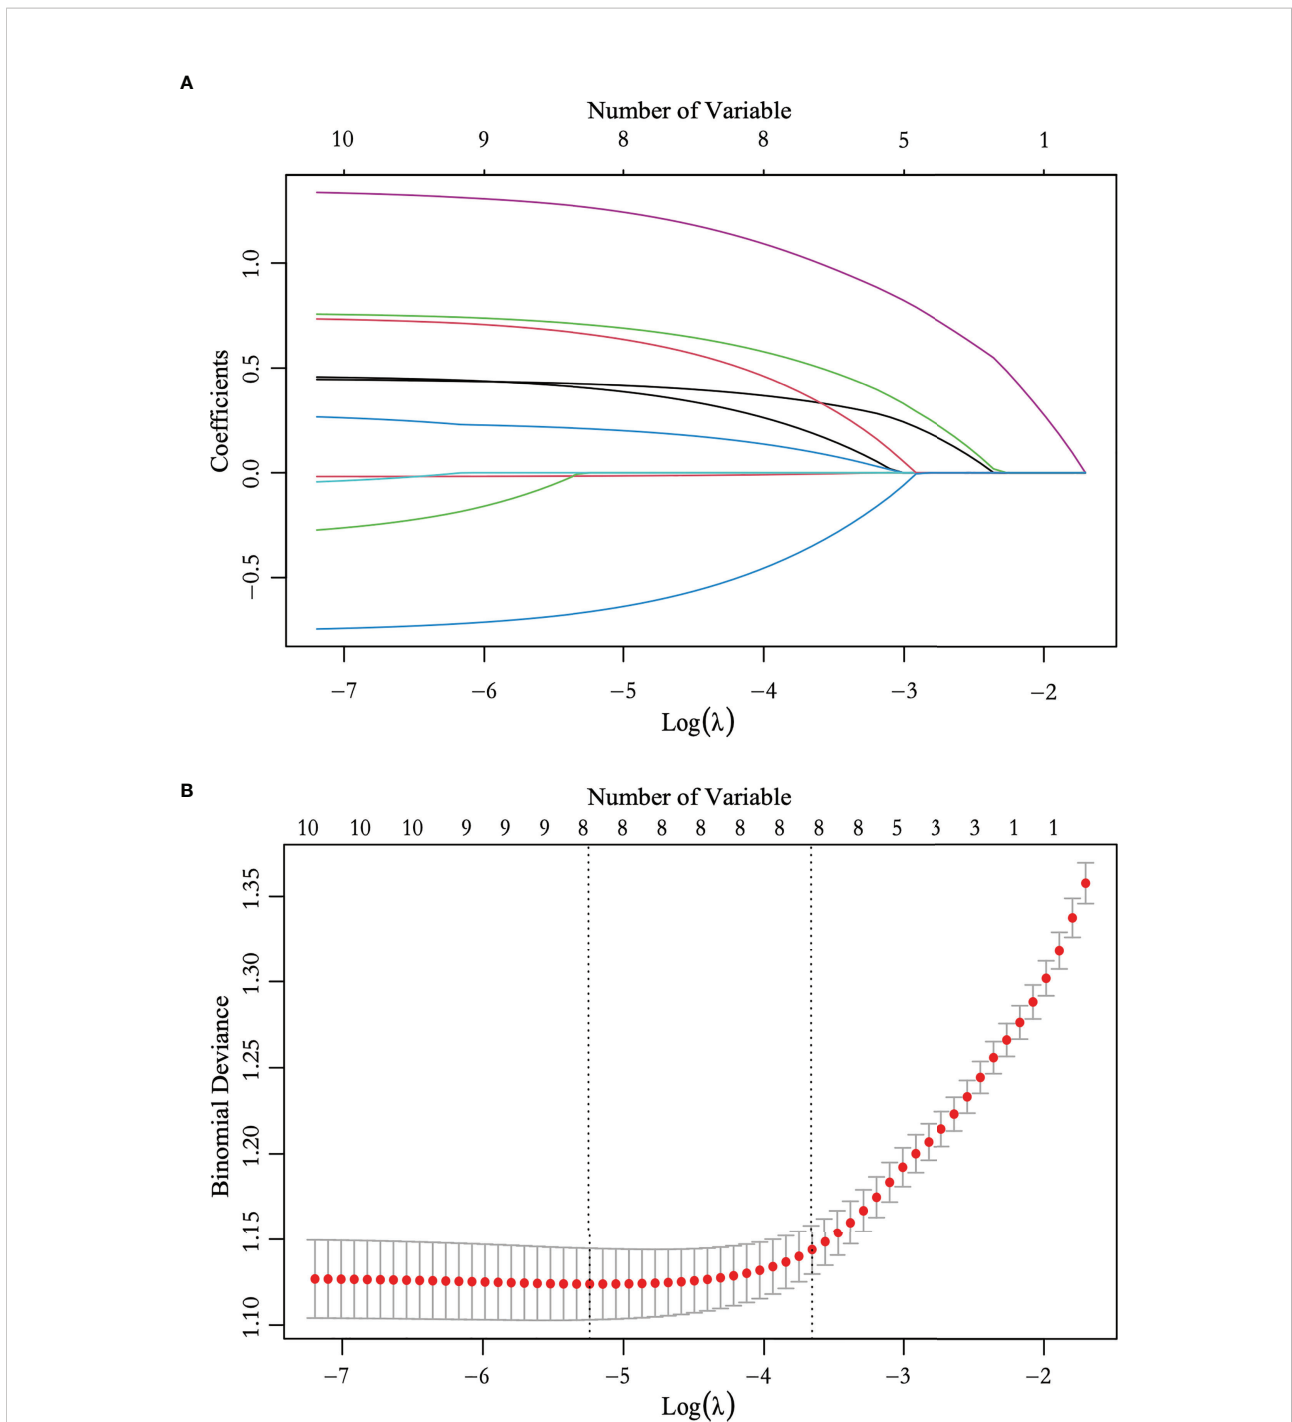 A
Number of Variable
10 9 8 8 5 1
1.0
0.5
0.0
−0.5
Coefficients
−7 −6 −5 −4 −3 −2
Log(λ)
B
Number of Variable
10 10 10 9 9 9 8 8 8 8 8 8 8 8 5 3 3 1 1
1.35
1.30
1.25
1.20
1.15
1.10
Binomial Deviance
−7 −6 −5 −4 −3 −2
Log(λ)